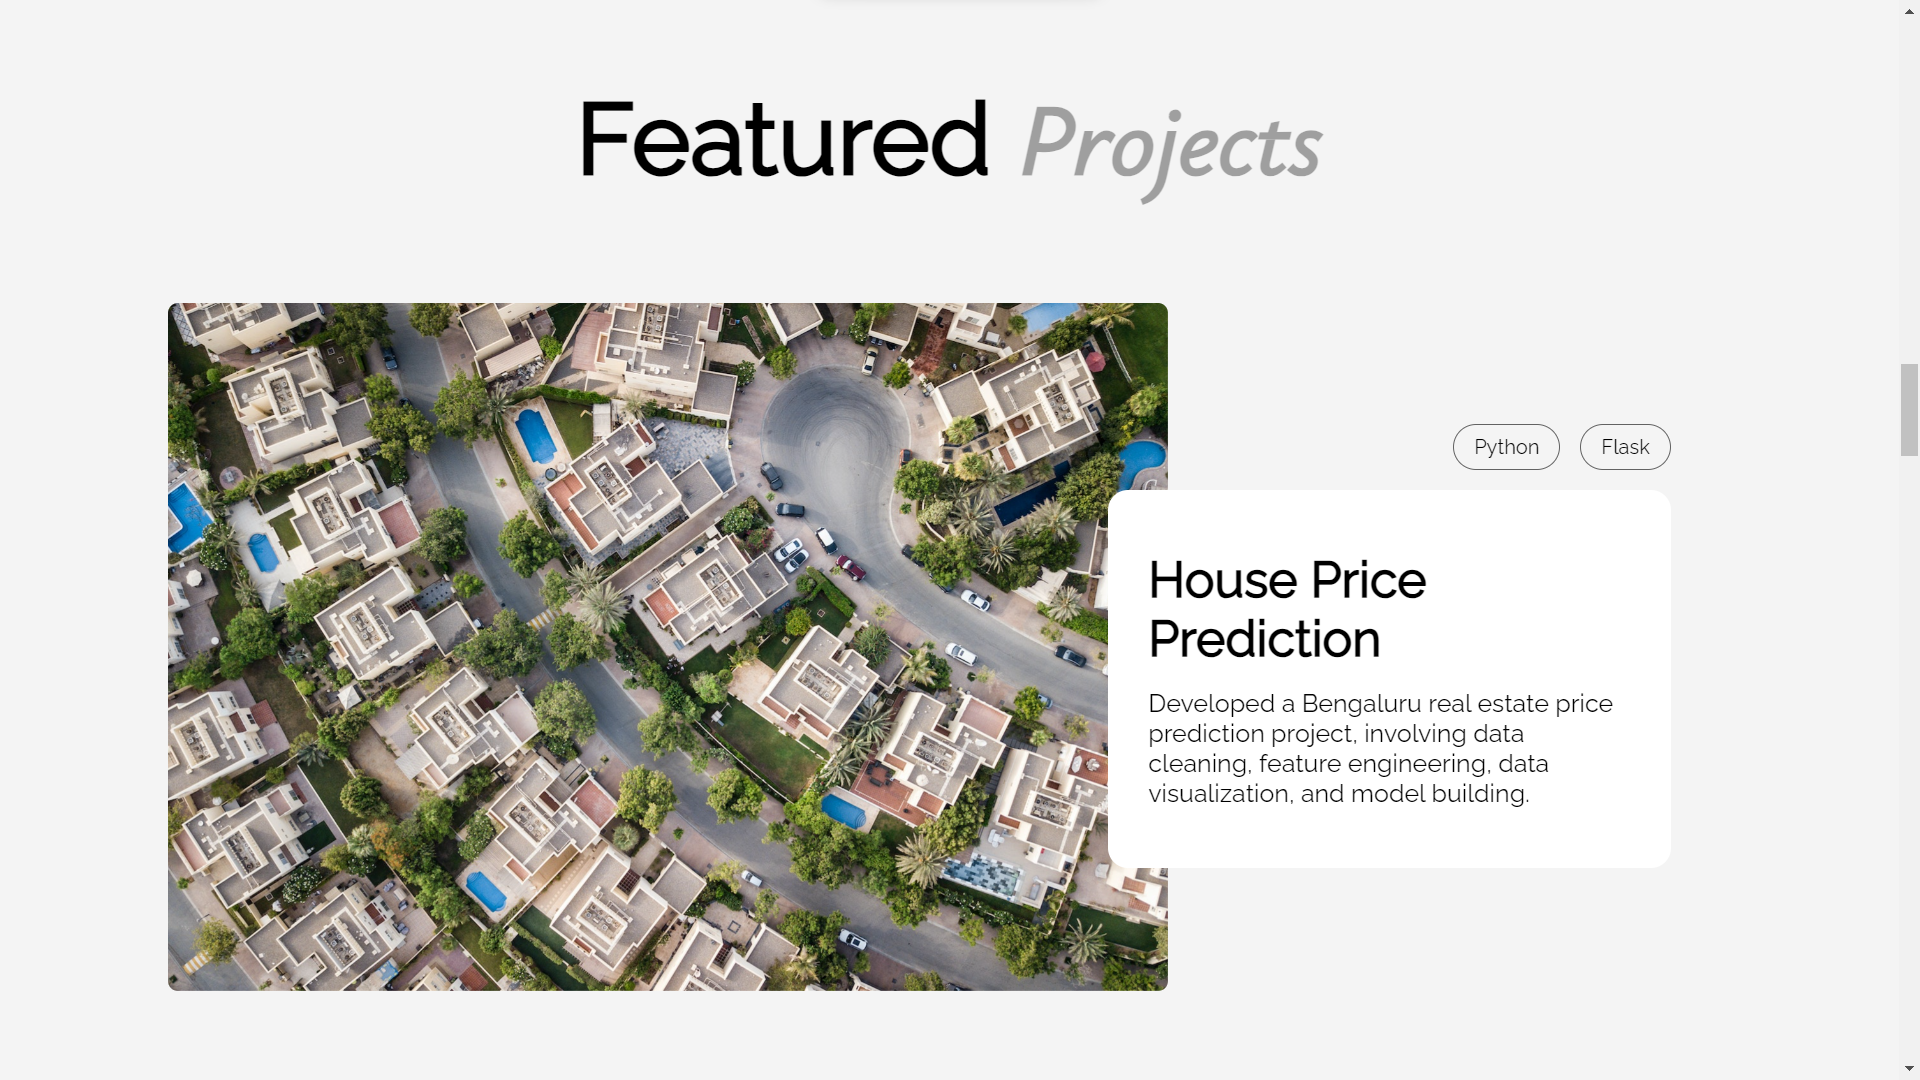 Featured Projects
Python Flask
House Price
Prediction
Developed a Bengaluru real estate price
prediction project, involving data
cleaning, feature engineering, data
visualization, and model building.